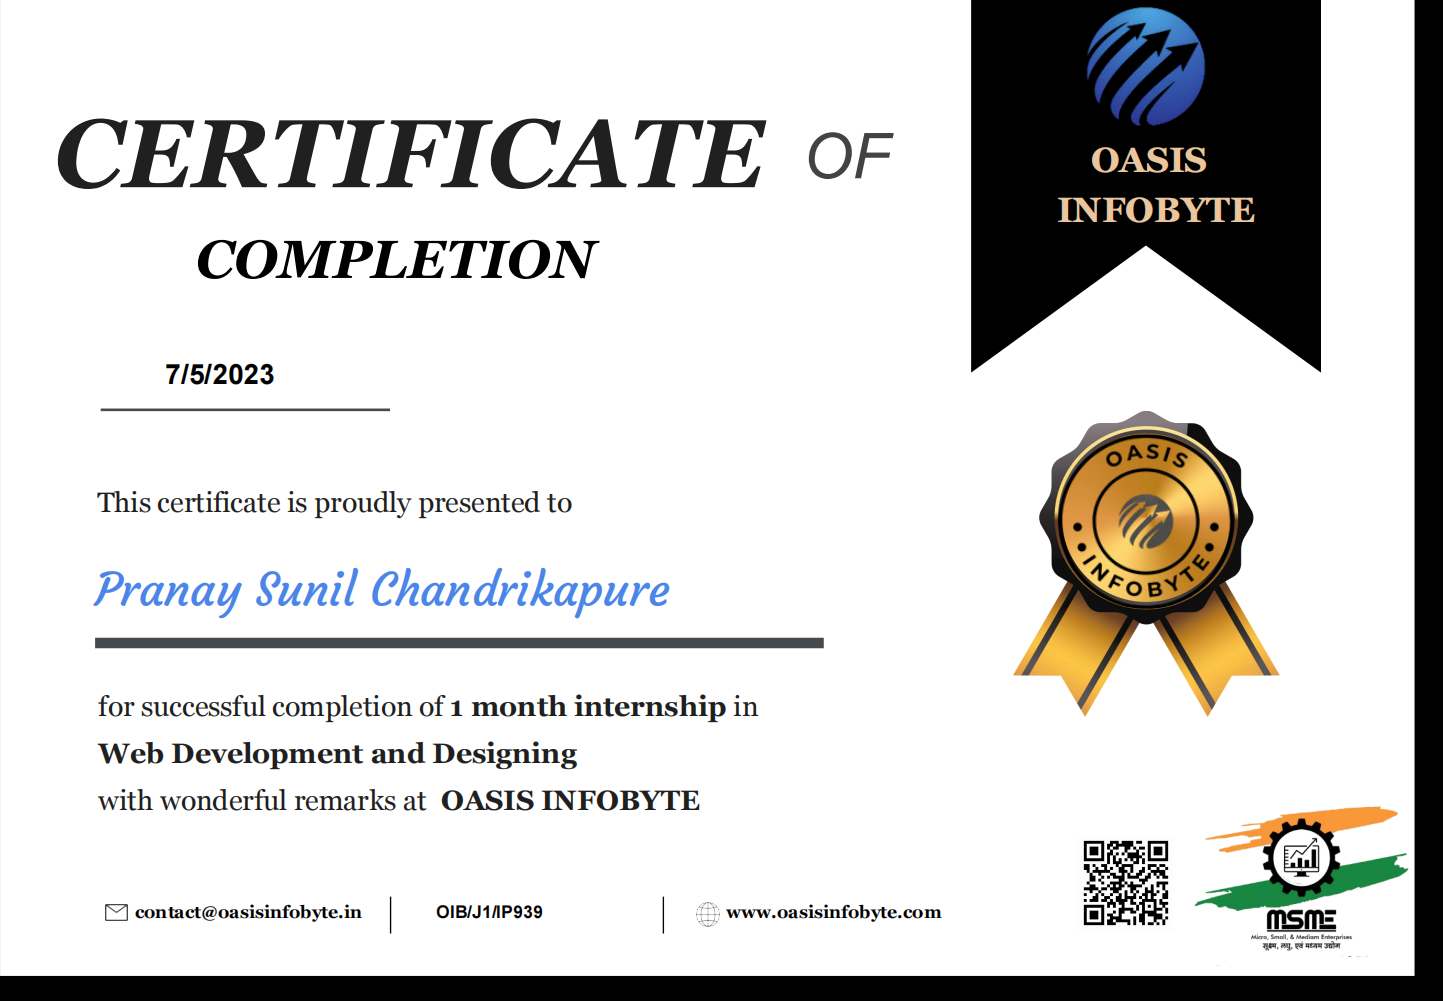 CERTIFICATE OF
COMPLETION
OASIS
INFOBYTE
7/5/2023
This certificate is proudly presented to
Pranay Sunil Chandrikapure
for successful completion of 1 month internship in
Web Development and Designing
with wonderful remarks at OASIS INFOBYTE
OASIS
INFOBYTE
contact@oasisinfobyte.in
OIB/J1/IP939
www.oasisinfobyte.com
MSME
Micro, Small, & Mediam Enterprises
सूक्ष्म, लघु, एवं मध्यम उद्योग